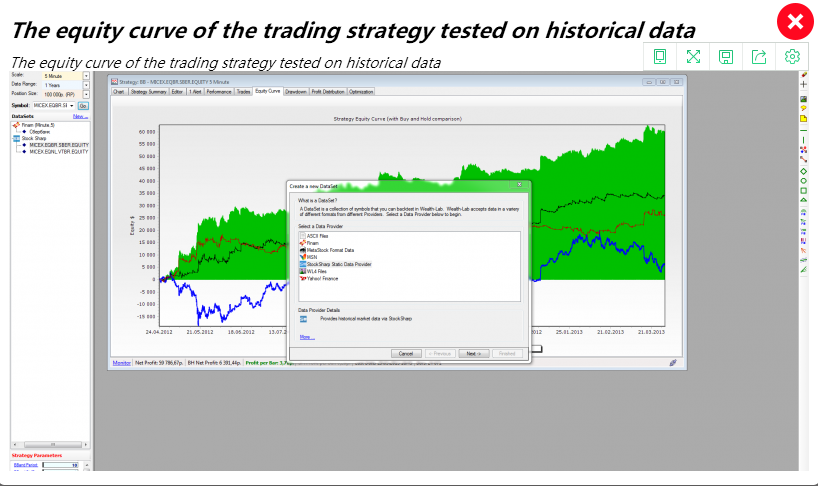 The equity curve of the trading strategy tested on historical data
The equity curve of the trading strategy tested on historical data
Scale: 5 Minute
Data Range: 1 Years
Position Size: 100 000р. (RP)
Symbol: MICEX.EQBR.SI Go
DataSets New ...
Finam (Minute.5)
Сбербанк
Stock Sharp
MICEX.EQBR.SBER.EQUITY
MICEX.EQNL.VTBR.EQUITY
Strategy: BB - MICEX.EQBR.SBER.EQUITY 5 Minute
Chart Strategy Summary Editor 1 Alert Performance Trades Equity Curve Drawdown Profit Distribution Optimization
Strategy Equity Curve (with Buy and Hold comparison)
60 000
55 000
50 000
45 000
40 000
35 000
30 000
25 000
20 000
15 000
10 000
5 000
0
-5 000
-10 000
-15 000
Equity $
24.04.2012 21.05.2012 18.06.2012 13.07.2 012 25.01.2013 21.02.2013 21.03.2013
Create a new DataSet
What is a DataSet?
A DataSet is a collection of symbols that you can backtest in Wealth-Lab. Wealth-Lab accepts data in a variety
of different formats from different Providers. Select a Data Provider below to begin.
Select a Data Provider
ASCII Files
Finam
MetaStock Format Data
MSN
StockSharp Static Data Provider
WL4 Files
Yahoo! Finance
Data Provider Details
Provides historical market data via StockSharp
More ...
Cancel < Previous Next > Finished
Monitor Net Profit: 59 786,67р. BH Net Profit: 6 381,44р. Profit per Bar:
Strategy Parameters
BBand Period 10